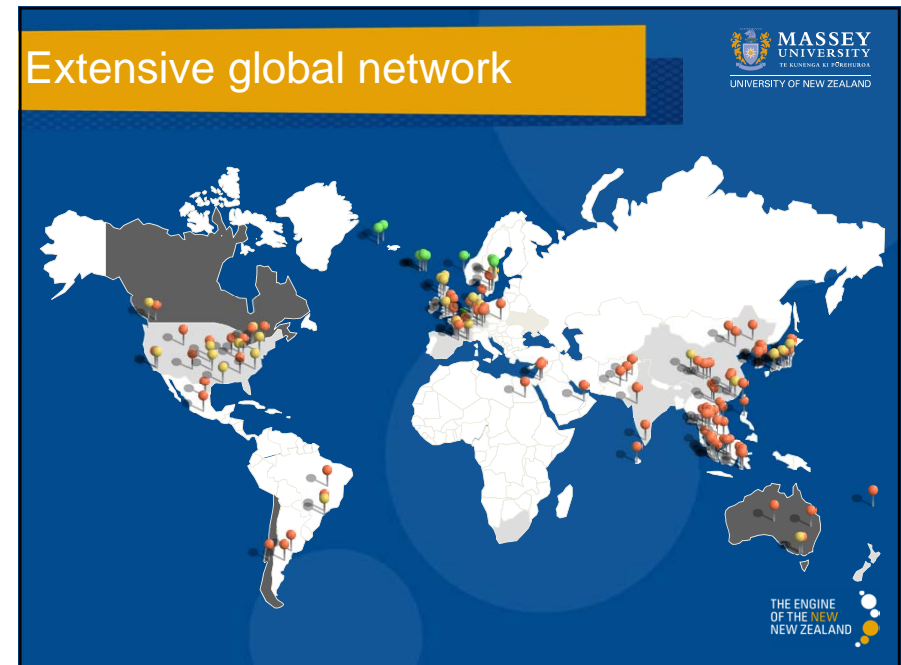 Extensive global network
MASSEY
UNIVERSITY
TE KUNENGA KI PŪREHUROA
UNIVERSITY OF NEW ZEALAND
THE ENGINE
OF THE NEW
NEW ZEALAND